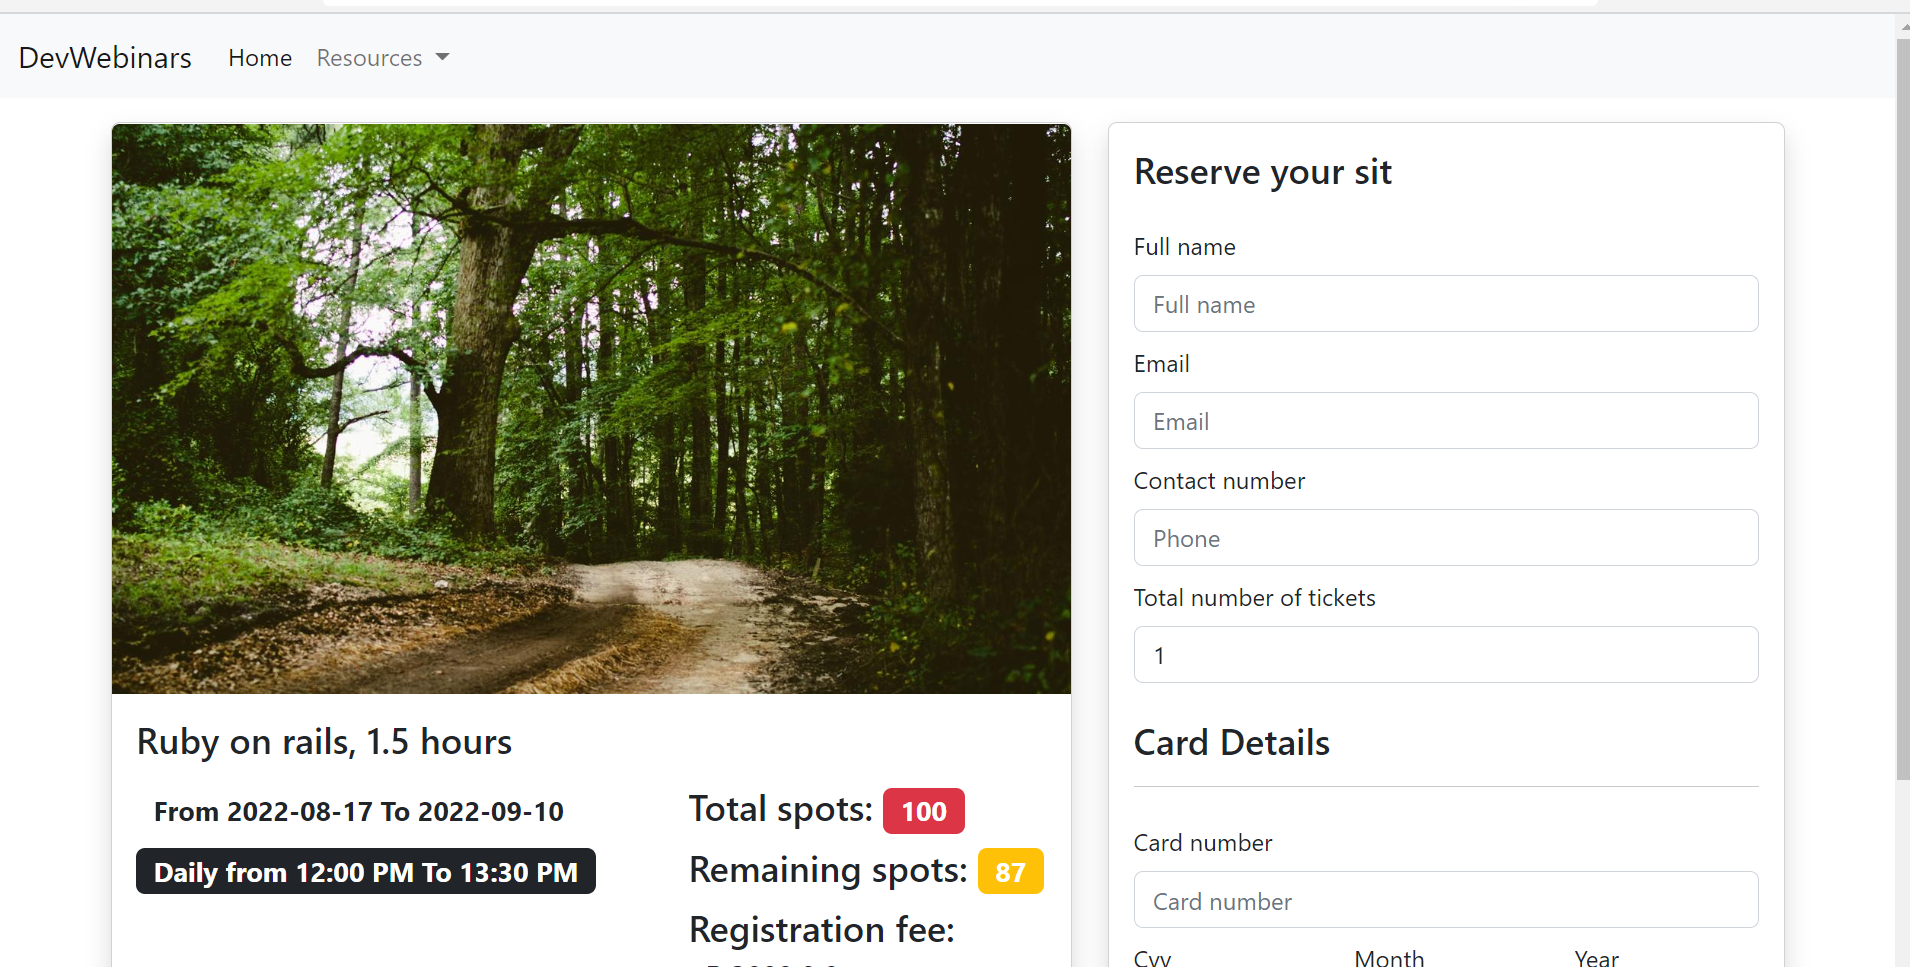 DevWebinars Home Resources
Ruby on rails, 1.5 hours
From 2022-08-17 To 2022-09-10
Daily from 12:00 PM To 13:30 PM
Total spots: 100
Remaining spots: 87
Registration fee:
Reserve your sit
Full name
Full name
Email
Email
Contact number
Phone
Total number of tickets
1
Card Details
Card number
Card number
Cvv Month Year